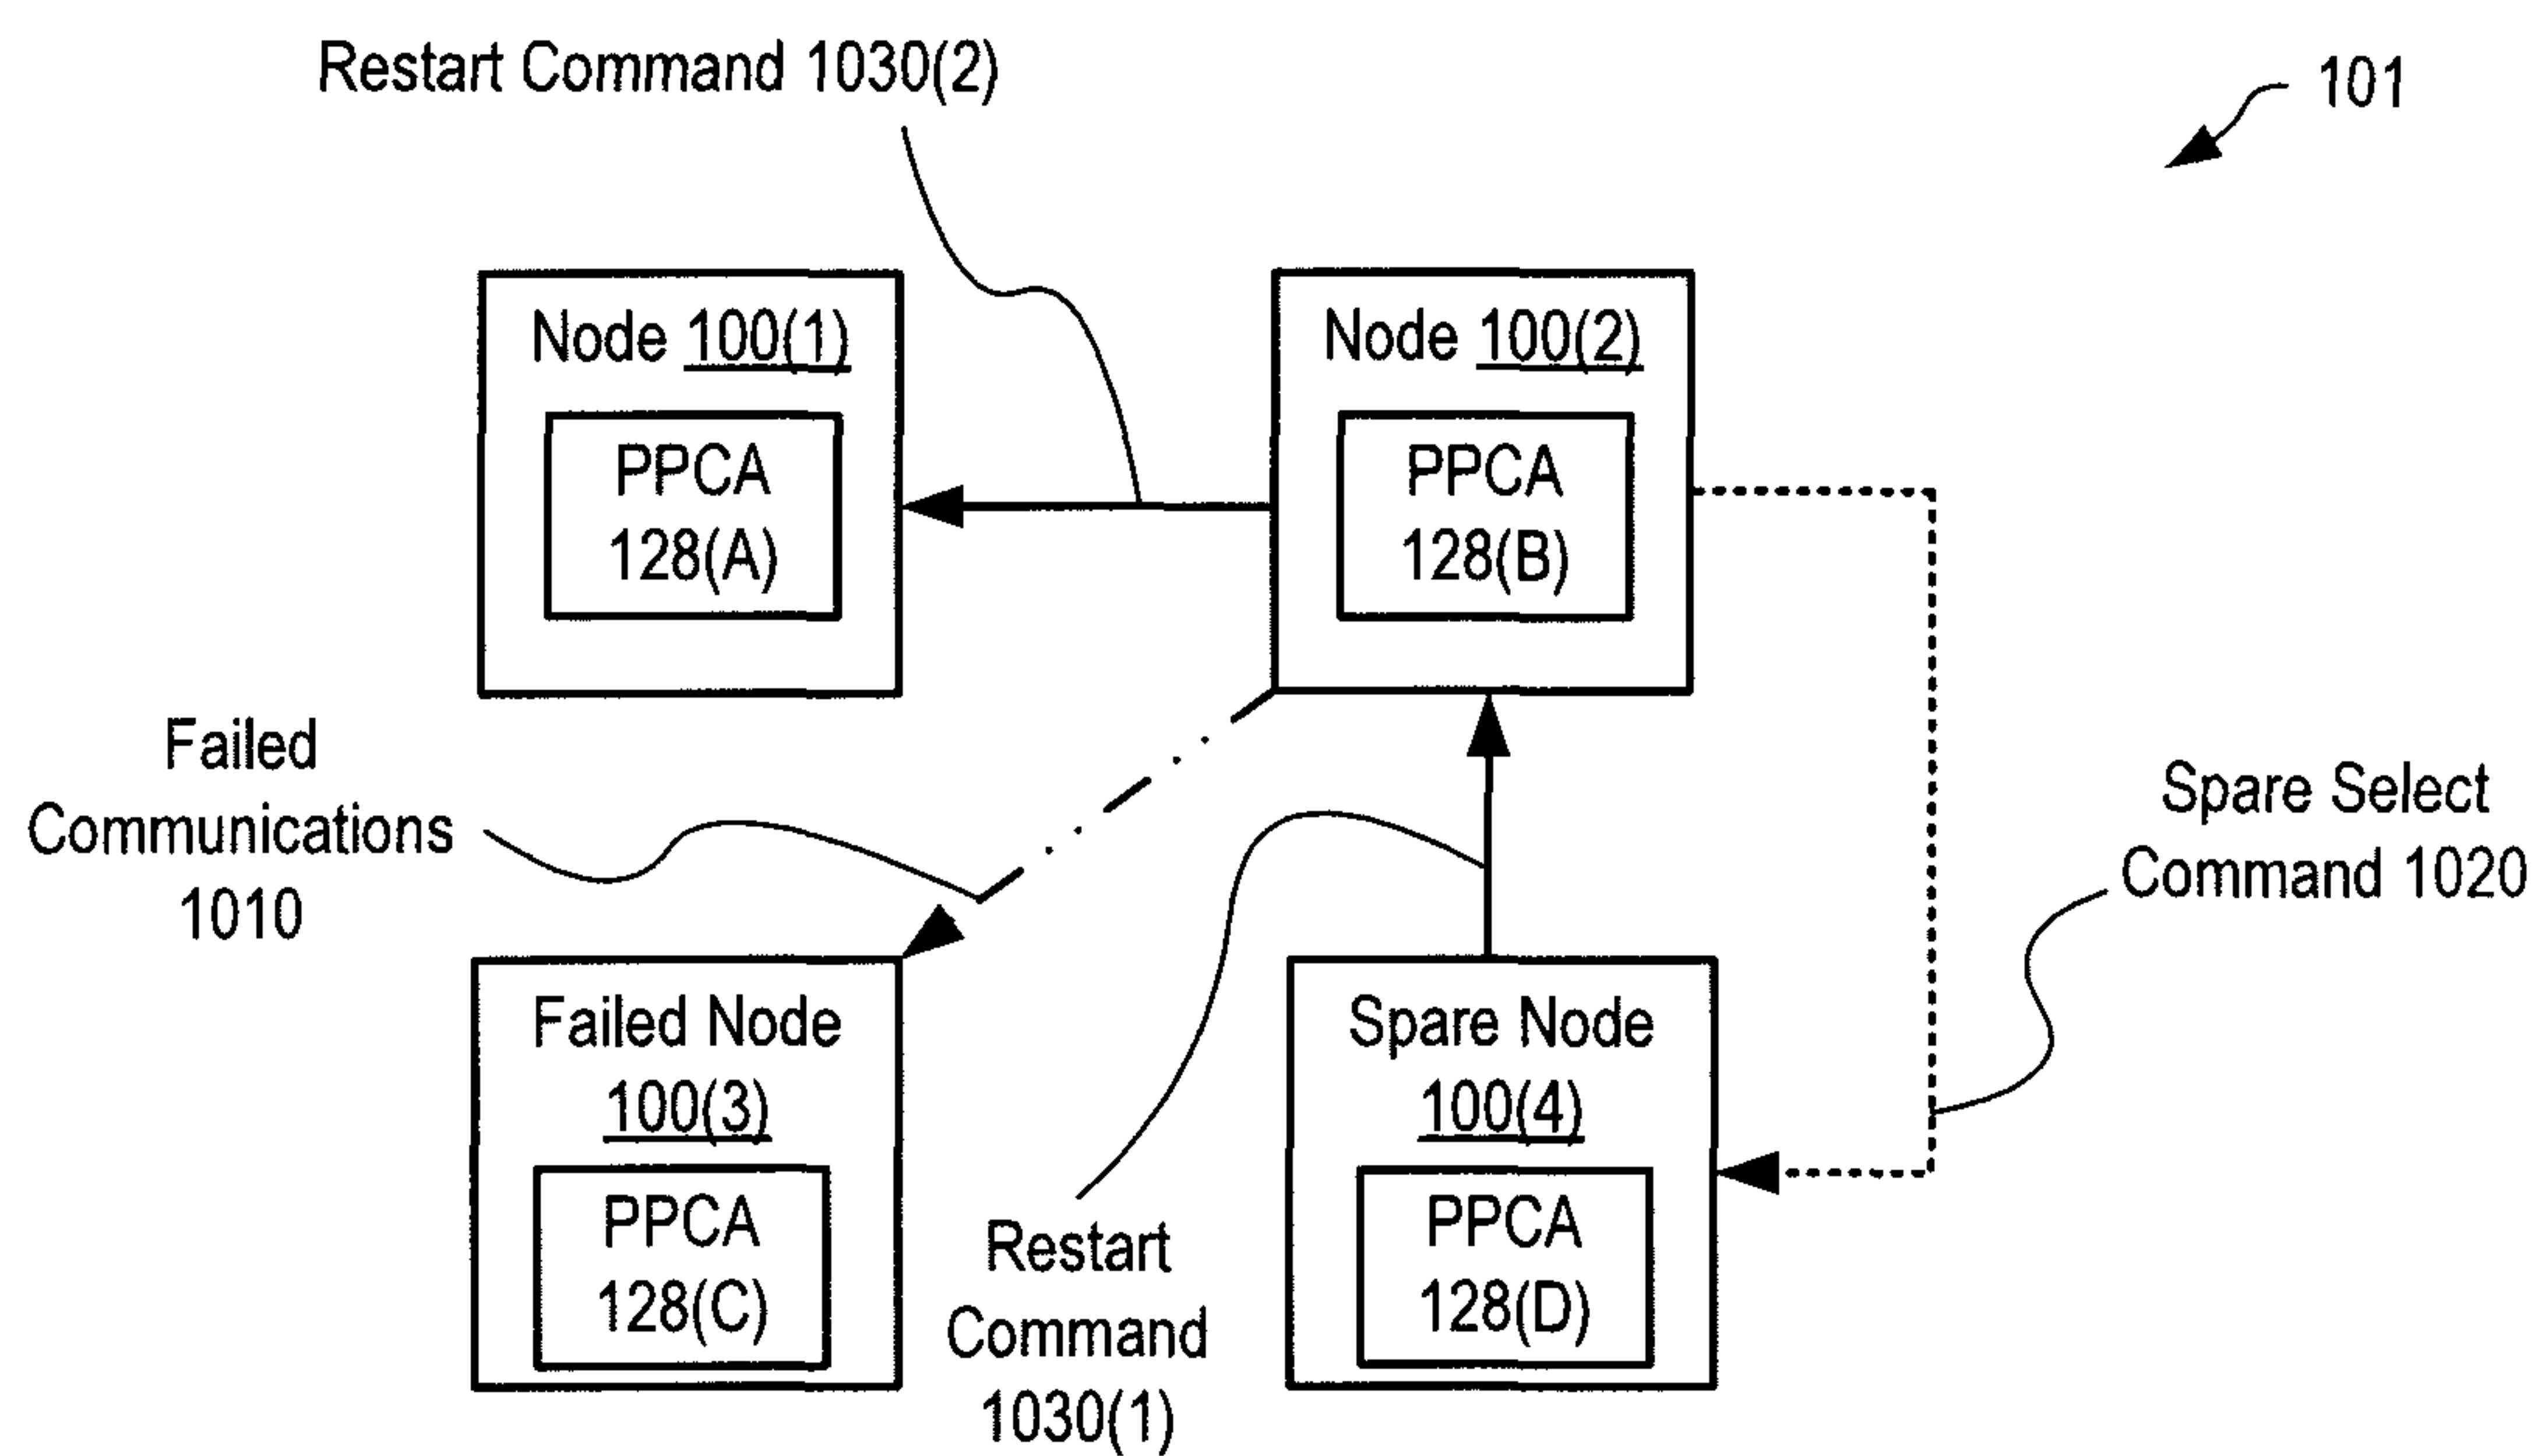 Restart Command 1030(2)
101
Node 100(1)
PPCA
128(A)
Node 100(2)
PPCA
128(B)
Failed
Communications
1010
Spare Select
Command 1020
Failed Node
100(3)
PPCA
128(C)
Spare Node
100(4)
PPCA
128(D)
Restart
Command
1030(1)